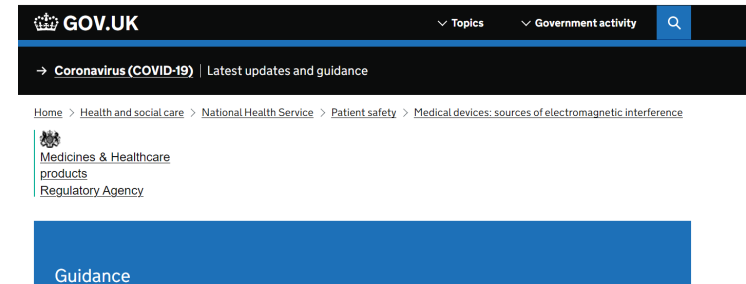 GOV.UK Topics Government activity
→ Coronavirus (COVID-19) | Latest updates and guidance
Home > Health and social care > National Health Service > Patient safety > Medical devices: sources of electromagnetic interference
Medicines & Healthcare
products
Regulatory Agency
Guidance